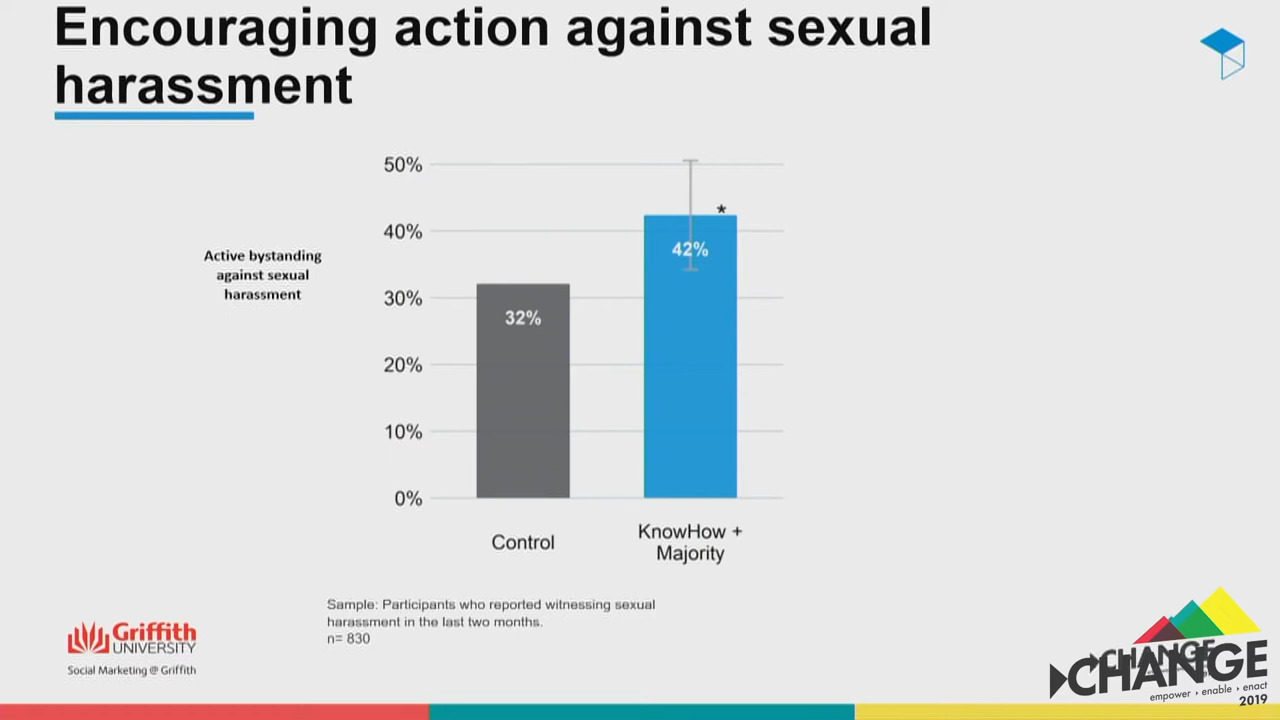 Encouraging action against sexual
harassment
50%
40%
30%
20%
10%
0%
Active bystanding
against sexual
harassment
32%
42%
*
Control
KnowHow +
Majority
Sample: Participants who reported witnessing sexual
harassment in the last two months.
n= 830
Griffith
UNIVERSITY
Social Marketing @ Griffith
CHANGE
CHANGE
empower › enable › enact
2019